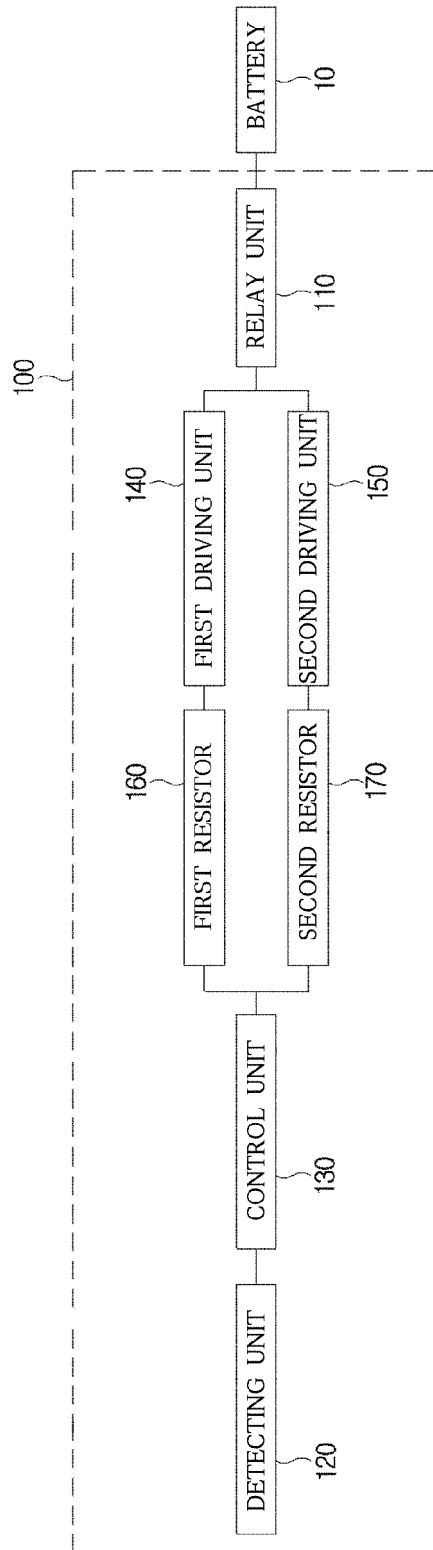 100
DETECTING UNIT
120
CONTROL UNIT
130
FIRST RESISTOR
160
SECOND RESISTOR
170
FIRST DRIVING UNIT
140
SECOND DRIVING UNIT
150
RELAY UNIT
110
BATTERY
10